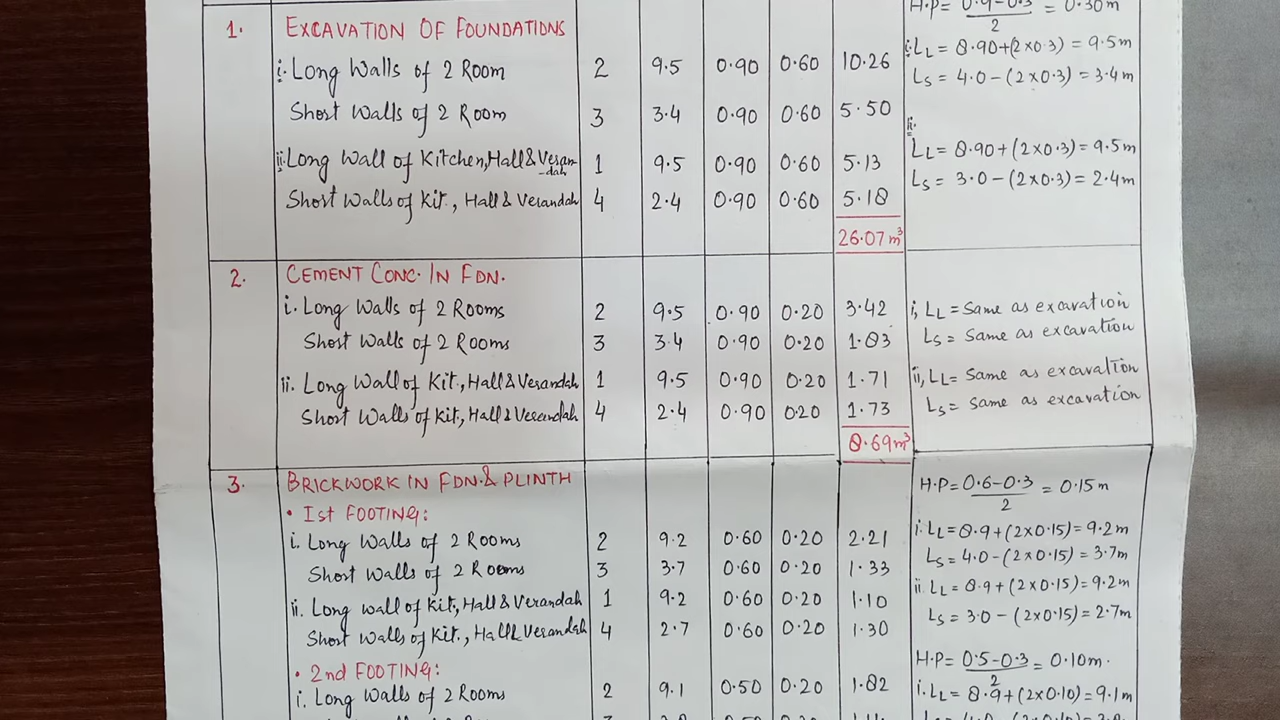 H.P= 0.9-0.3/2 = 0.30m
1. EXCAVATION OF FOUNDATIONS
i. Long Walls of 2 Room 2 9.5 0.90 0.60 10.26 i. LL = 8.90+(2×0.3) = 9.5m
LS = 4.0-(2×0.3) = 3.4m
Short Walls of 2 Room 3 3.4 0.90 0.60 5.50
ii.
ii. Long Wall of Kitchen, Hall & Veran-dah 1 9.5 0.90 0.60 5.13 LL = 8.90+(2×0.3) = 9.5m
Short Walls of Kit., Hall & Verandah 4 2.4 0.90 0.60 5.18 LS = 3.0-(2×0.3) = 2.4m
26.07m³
2. CEMENT CONC. IN FDN.
i. Long Walls of 2 Rooms 2 9.5 0.90 0.20 3.42 i, LL = Same as excavation
Short Walls of 2 Rooms 3 3.4 0.90 0.20 1.83 LS = Same as excavation
ii. Long Wall of Kit., Hall & Verandah 1 9.5 0.90 0.20 1.71 ii, LL = Same as excavation
Short Walls of Kit, Hall & Verandah 4 2.4 0.90 0.20 1.73 LS = Same as excavation
8.69m³
3. BRICKWORK IN FDN. & PLINTH H.P = 0.6-0.3/2 = 0.15m
• 1st FOOTING:
i. Long Walls of 2 Rooms 2 9.2 0.60 0.20 2.21 i. LL = 8.9+(2×0.15) = 9.2m
Short Walls of 2 Rooms 3 3.7 0.60 0.20 1.33 LS = 4.0-(2×0.15) = 3.7m
ii. Long wall of Kit, Hall & Verandah 1 9.2 0.60 0.20 1.10 ii. LL = 8.9+(2×0.15) = 9.2m
Short Walls of Kit., Hall & Verandah 4 2.7 0.60 0.20 1.30 LS = 3.0-(2×0.15) = 2.7m
• 2nd FOOTING: H.P = 0.5-0.3/2 = 0.10m.
i. Long Walls of 2 Rooms 2 9.1 0.50 0.20 1.82 i. LL = 8.9+(2×0.10) = 9.1m